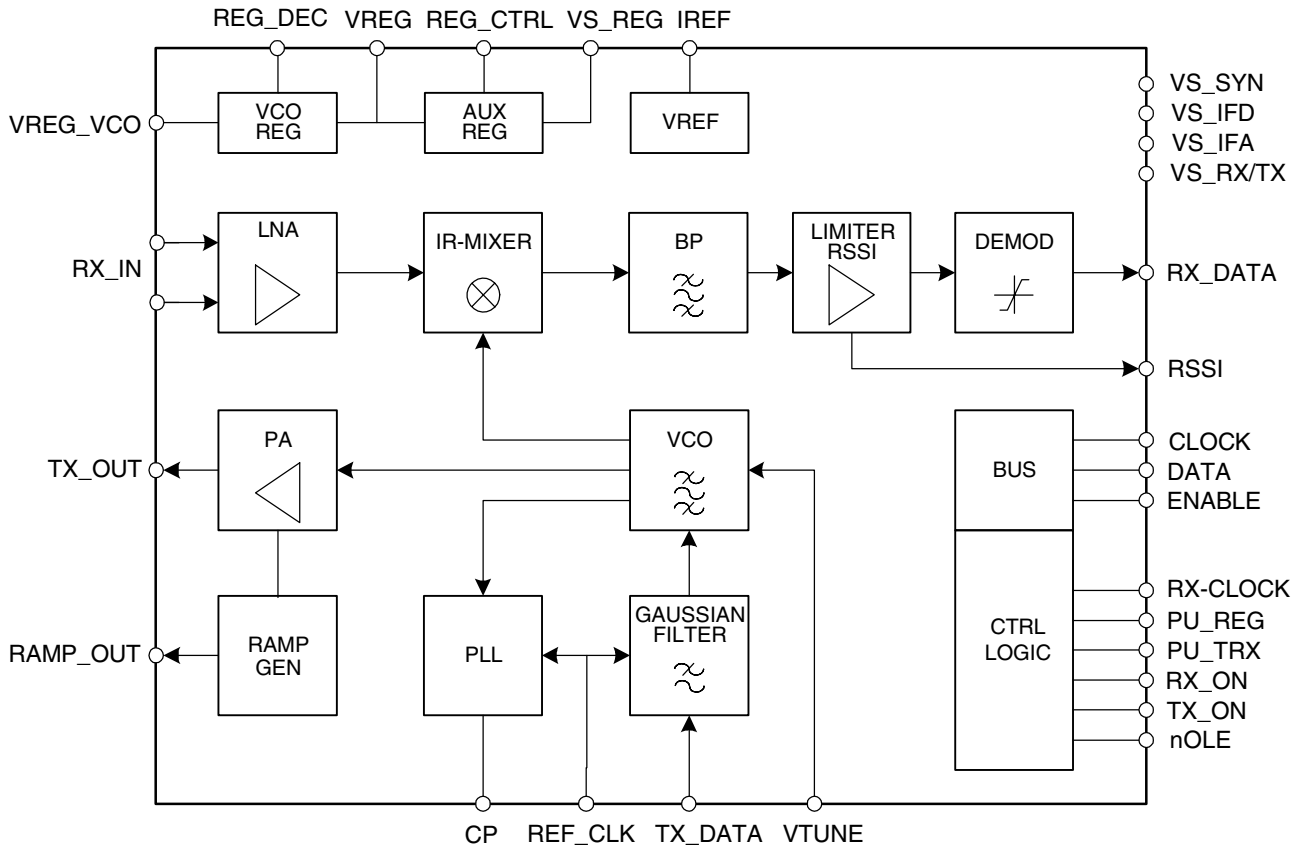 REG_DEC VREG REG_CTRL VS_REG IREF
VS_SYN
VS_IFD
VS_IFA
VS_RX/TX
VREG_VCO
VCO
REG
AUX
REG
VREF
RX_IN
LNA
IR-MIXER
BP
LIMITER
RSSI
DEMOD
RX_DATA
RSSI
TX_OUT
PA
VCO
BUS
CLOCK
DATA
ENABLE
RAMP_OUT
RAMP
GEN
PLL
GAUSSIAN
FILTER
CTRL
LOGIC
RX-CLOCK
PU_REG
PU_TRX
RX_ON
TX_ON
nOLE
CP REF_CLK TX_DATA VTUNE